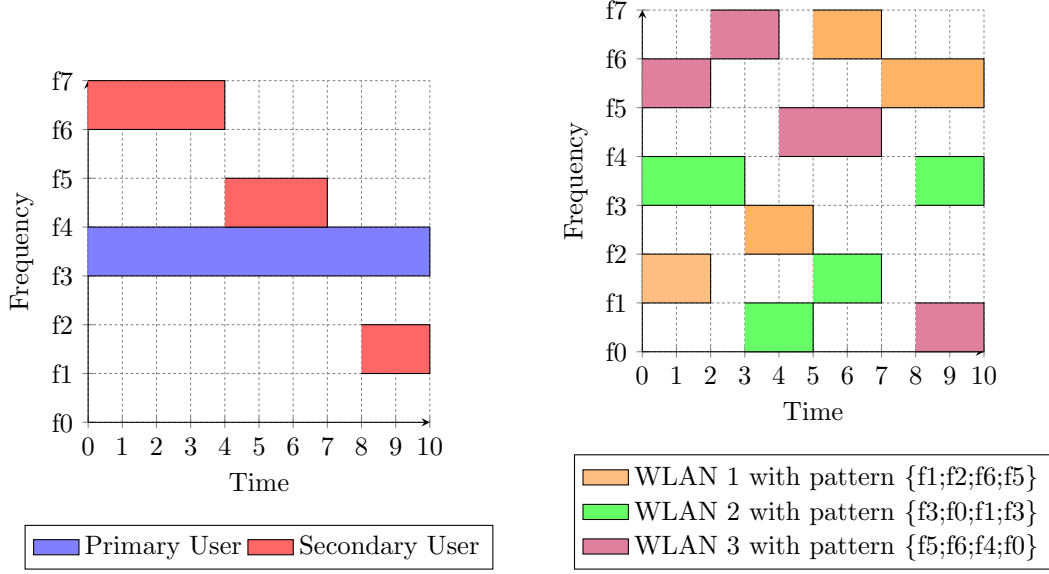 f7
f6
f5
f4
f3
f2
f1
f0
Frequency
0 1 2 3 4 5 6 7 8 9 10
Time
Primary User Secondary User
f7
f6
f5
f4
f3
f2
f1
f0
Frequency
0 1 2 3 4 5 6 7 8 9 10
Time
WLAN 1 with pattern {f1;f2;f6;f5}
WLAN 2 with pattern {f3;f0;f1;f3}
WLAN 3 with pattern {f5;f6;f4;f0}